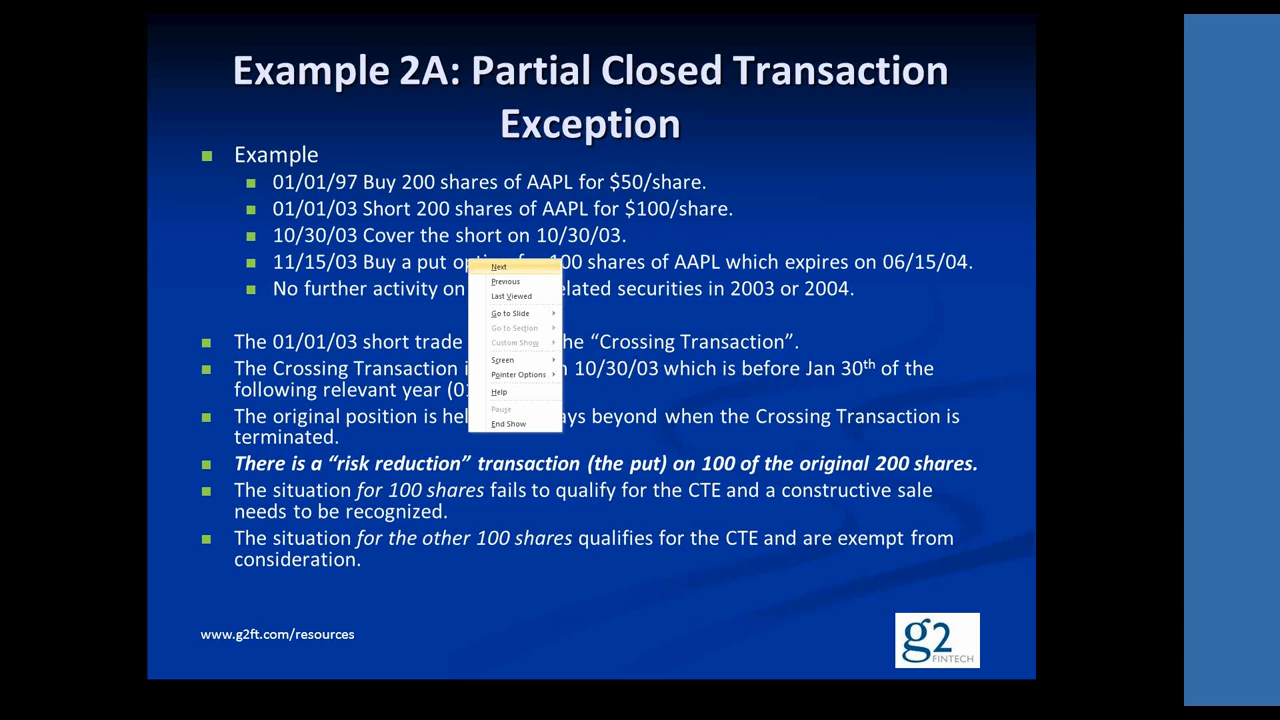 Example 2A: Partial Closed Transaction
Exception
Example
01/01/97 Buy 200 shares of AAPL for $50/share.
01/01/03 Short 200 shares of AAPL for $100/share.
10/30/03 Cover the short on 10/30/03.
11/15/03 Buy a put 100 shares of AAPL which expires on 06/15/04.
No further activity on securities in 2003 or 2004.
The 01/01/03 short trade “Crossing Transaction”.
The Crossing Transaction 10/30/03 which is before Jan 30th of the
following relevant year
The original position is beyond when the Crossing Transaction is
terminated.
There is a “risk reduction” transaction (the put) on 100 of the original 200 shares.
The situation for 100 shares fails to qualify for the CTE and a constructive sale
needs to be recognized.
The situation for the other 100 shares qualifies for the CTE and are exempt from
consideration.
Next
Previous
Last Viewed
Go to Slide
Go to Section
Custom Show
Screen
Pointer Options
Help
Pause
End Show
www.g2ft.com/resources
g2
FINTECH